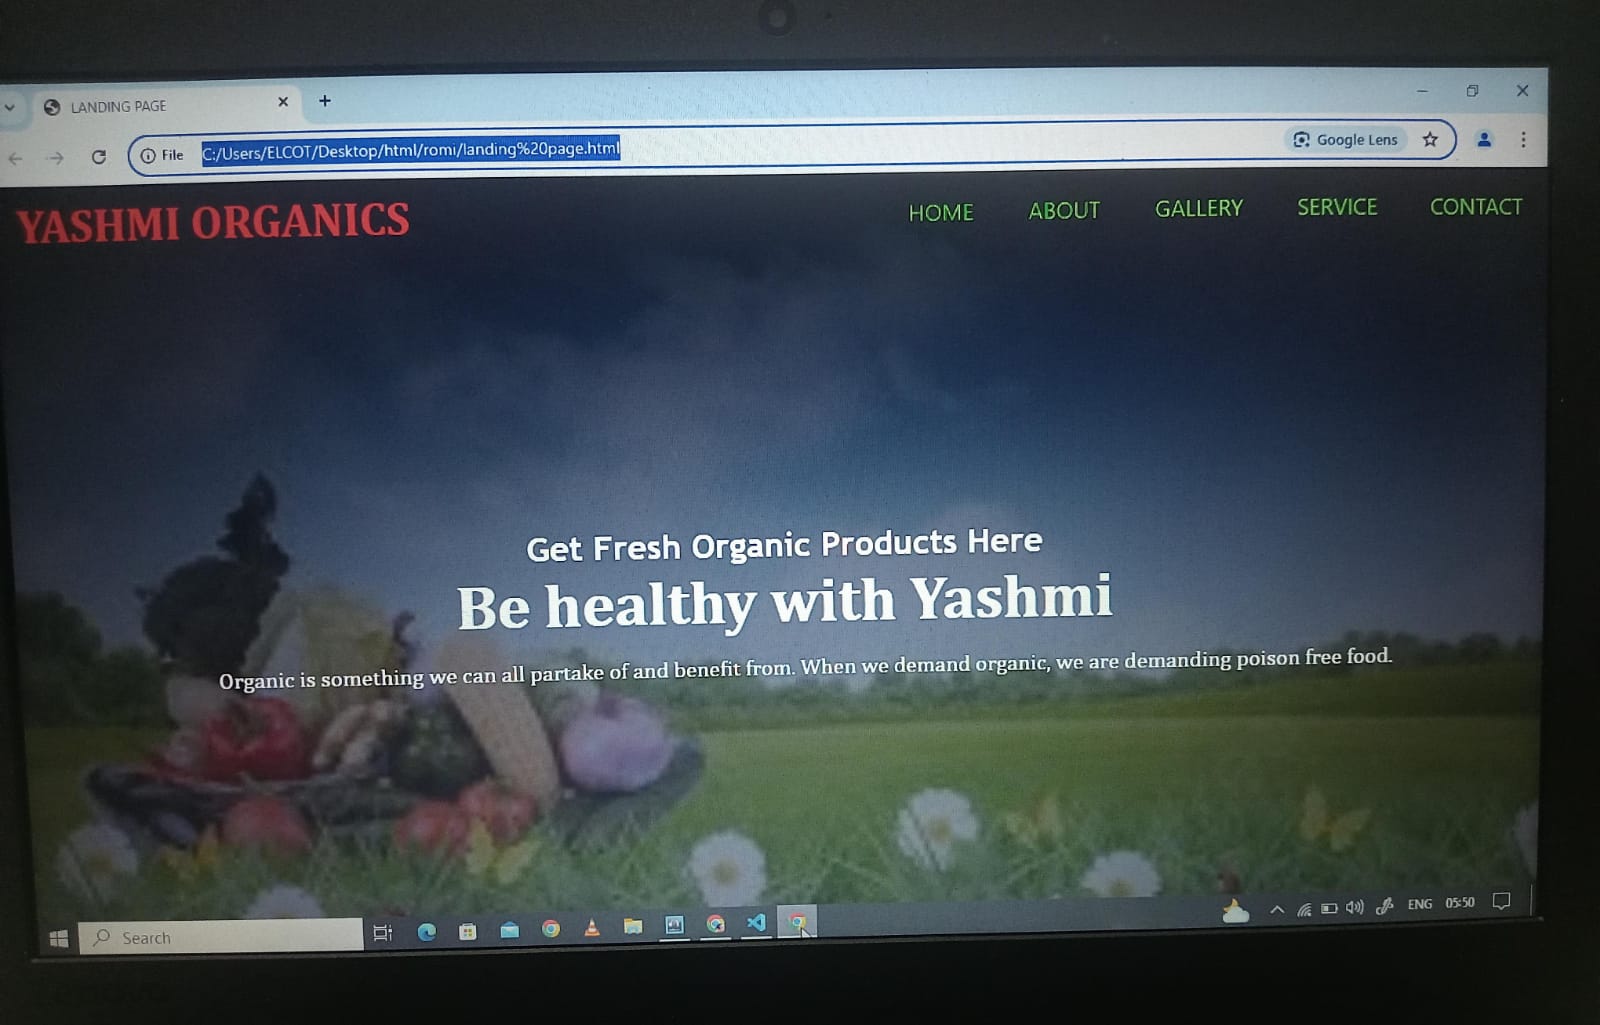 LANDING PAGE
File C:/Users/ELCOT/Desktop/html/romi/landing%20page.html Google Lens
YASHMI ORGANICS HOME ABOUT GALLERY SERVICE CONTACT
Get Fresh Organic Products Here
Be healthy with Yashmi
Organic is something we can all partake of and benefit from. When we demand organic, we are demanding poison free food.
Search ENG 05:50